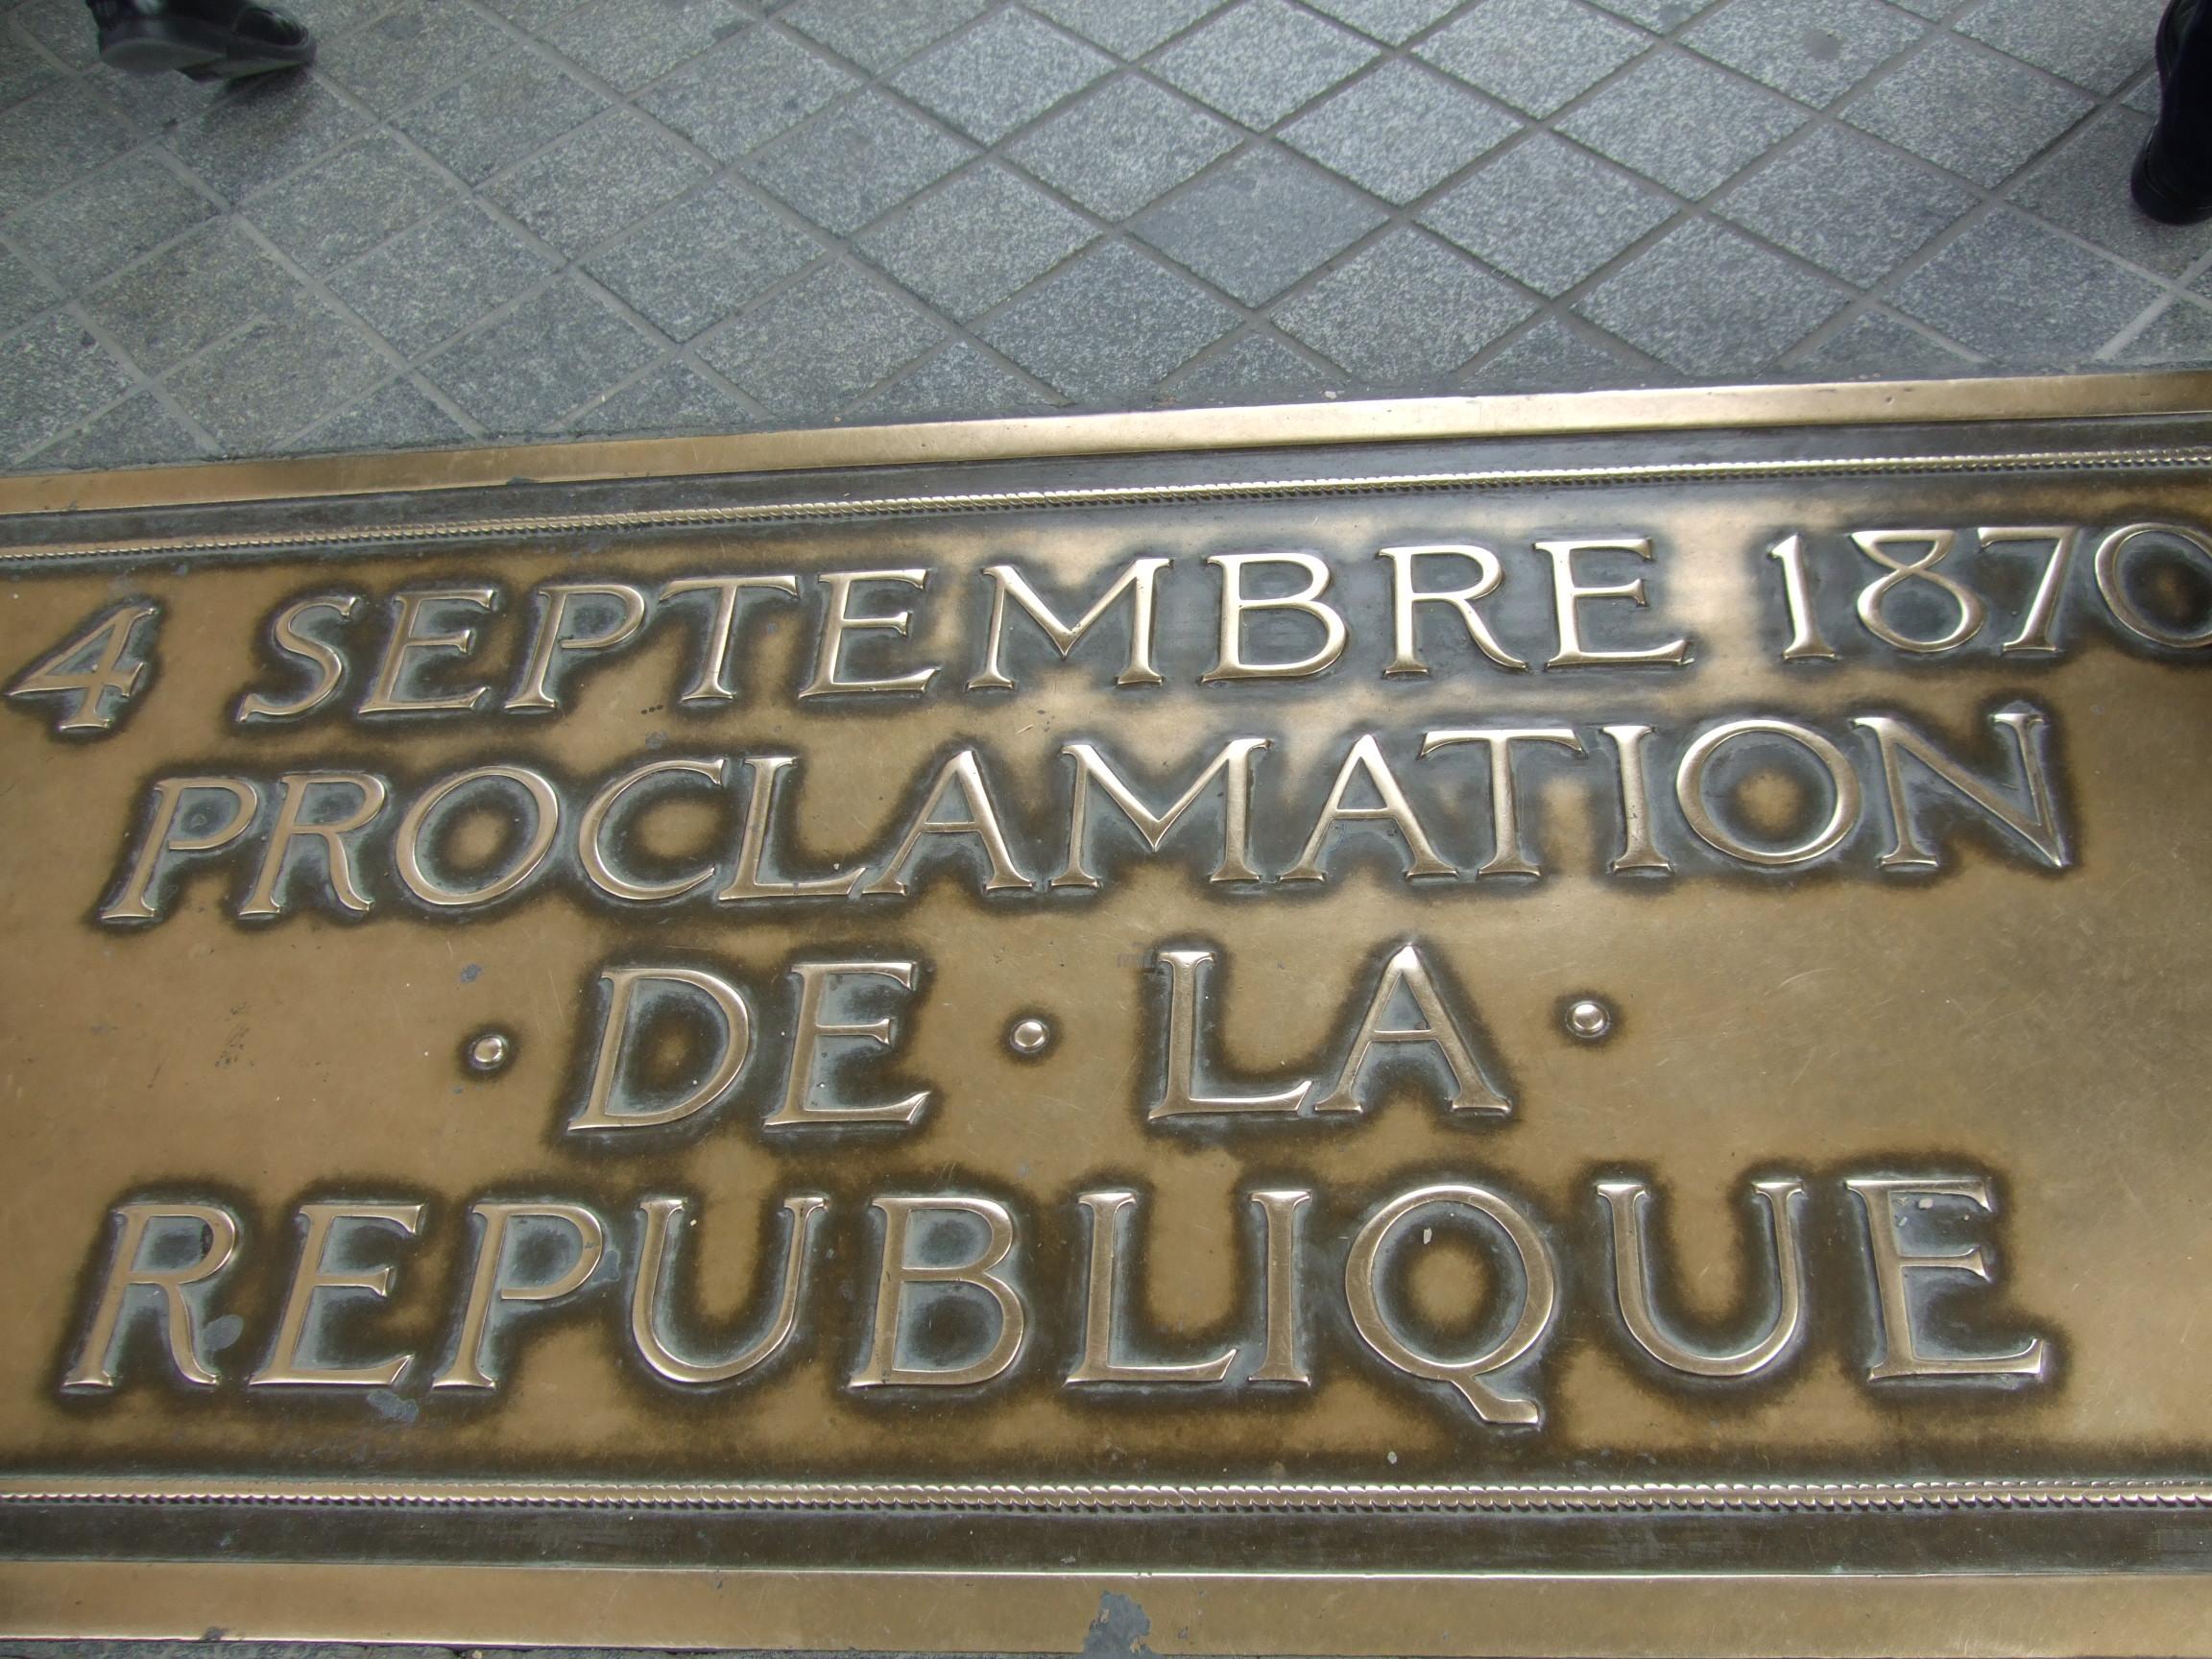 4 SEPTEMBRE 1870
PROCLAMATION
· DE · LA ·
REPUBLIQUE